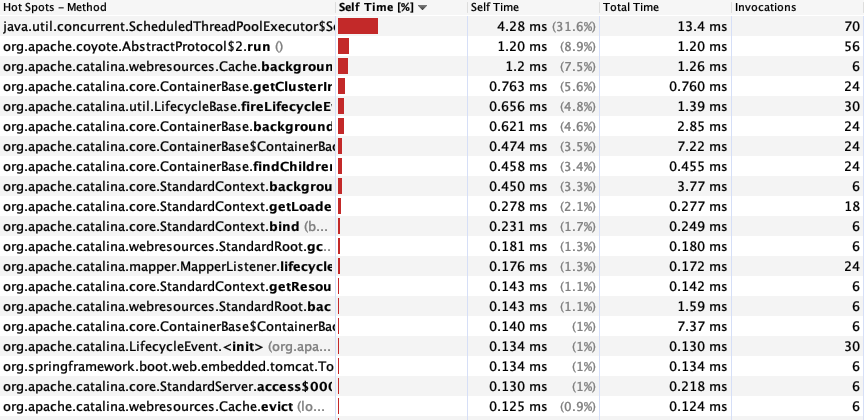 Hot Spots – Method Self Time [%] Self Time Total Time Invocations
java.util.concurrent.ScheduledThreadPoolExecutor$S 4.28 ms (31.6%) 13.4 ms 70
org.apache.coyote.AbstractProtocol$2.run () 1.20 ms (8.9%) 1.20 ms 56
org.apache.catalina.webresources.Cache.backgroun 1.2 ms (7.5%) 1.26 ms 6
org.apache.catalina.core.ContainerBase.getClusterIn 0.763 ms (5.6%) 0.760 ms 24
org.apache.catalina.util.LifecycleBase.fireLifecycleE 0.656 ms (4.8%) 1.39 ms 30
org.apache.catalina.core.ContainerBase.background 0.621 ms (4.6%) 2.85 ms 24
org.apache.catalina.core.ContainerBase$ContainerBa 0.474 ms (3.5%) 7.22 ms 24
org.apache.catalina.core.ContainerBase.findChildren 0.458 ms (3.4%) 0.455 ms 24
org.apache.catalina.core.StandardContext.backgrou 0.450 ms (3.3%) 3.77 ms 6
org.apache.catalina.core.StandardContext.getLoade 0.278 ms (2.1%) 0.277 ms 18
org.apache.catalina.core.StandardContext.bind (b... 0.231 ms (1.7%) 0.249 ms 6
org.apache.catalina.webresources.StandardRoot.gc... 0.181 ms (1.3%) 0.180 ms 6
org.apache.catalina.mapper.MapperListener.lifecycle 0.176 ms (1.3%) 0.172 ms 24
org.apache.catalina.core.StandardContext.getResou 0.143 ms (1.1%) 0.142 ms 6
org.apache.catalina.webresources.StandardRoot.bac 0.143 ms (1.1%) 1.59 ms 6
org.apache.catalina.core.ContainerBase$ContainerBa 0.140 ms (1%) 7.37 ms 6
org.apache.catalina.LifecycleEvent.<init> (org.apa... 0.134 ms (1%) 0.130 ms 30
org.springframework.boot.web.embedded.tomcat.To 0.134 ms (1%) 0.134 ms 6
org.apache.catalina.core.StandardServer.access$000 0.130 ms (1%) 0.218 ms 6
org.apache.catalina.webresources.Cache.evict (lo... 0.125 ms (0.9%) 0.124 ms 6